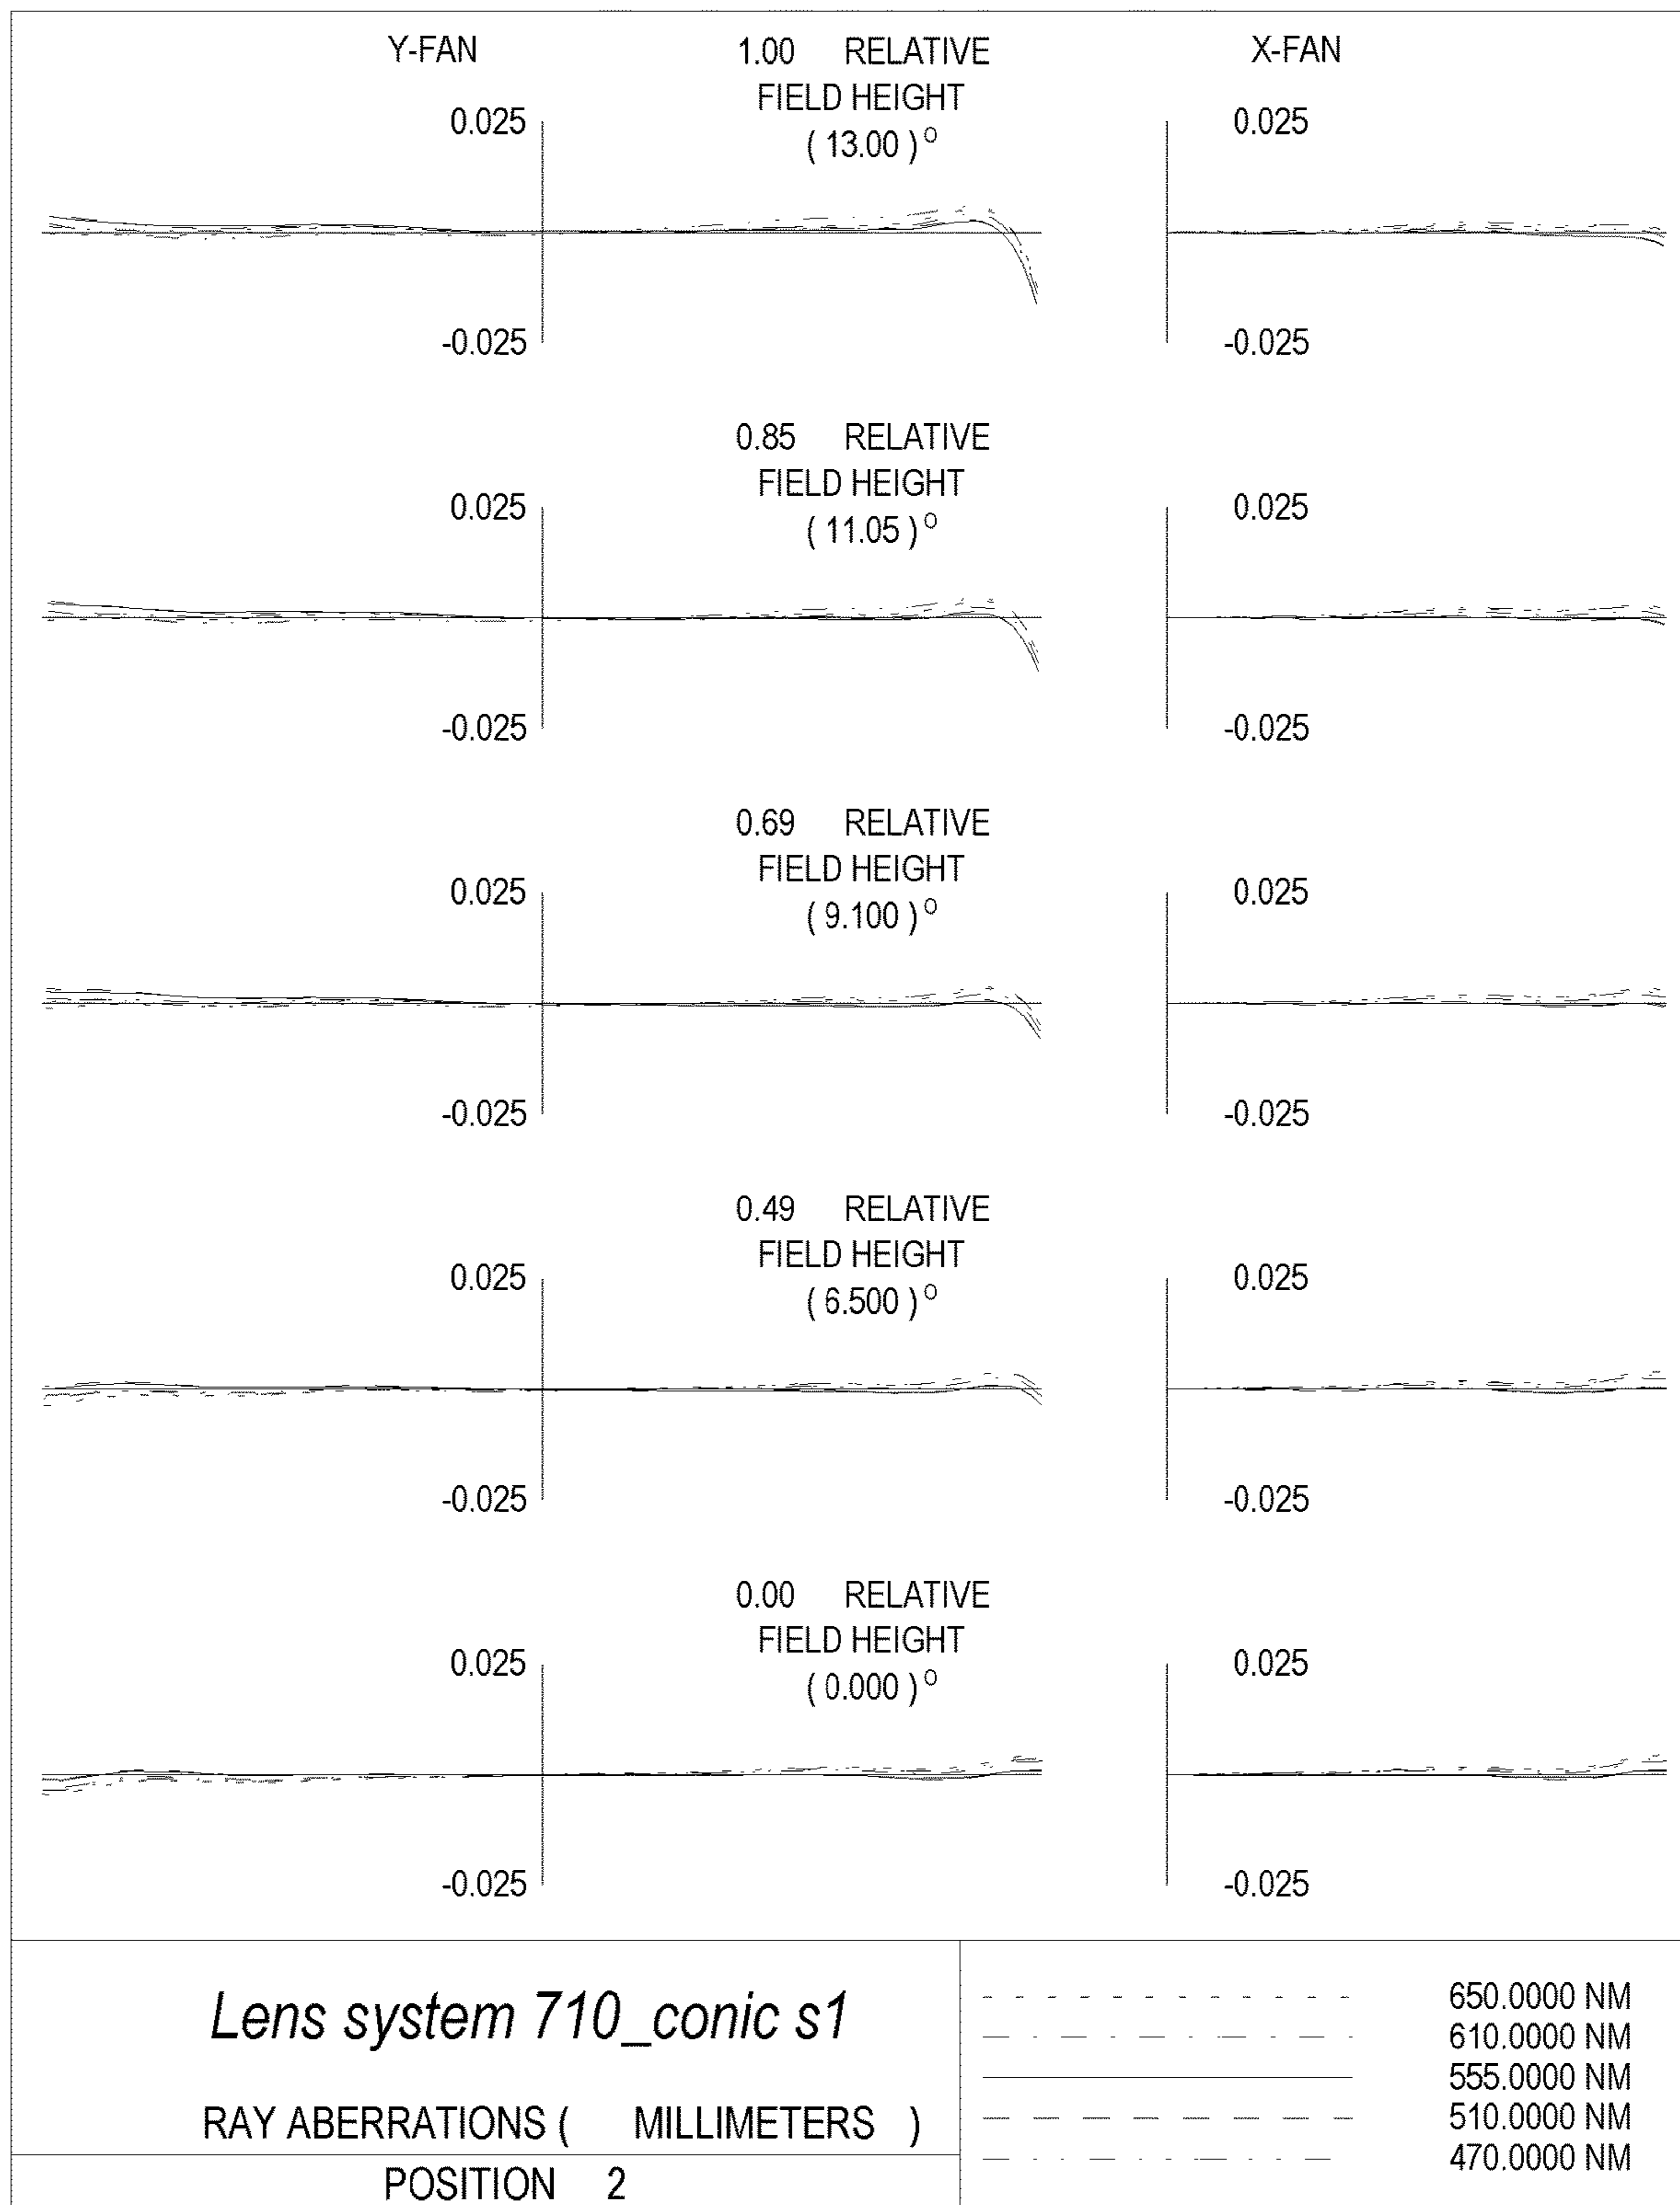 Y-FAN
1.00 RELATIVE
FIELD HEIGHT
( 13.00 )°
X-FAN
0.025
-0.025
0.025
-0.025
0.85 RELATIVE
FIELD HEIGHT
( 11.05 )°
0.025
-0.025
0.025
-0.025
0.69 RELATIVE
FIELD HEIGHT
( 9.100 )°
0.025
-0.025
0.025
-0.025
0.49 RELATIVE
FIELD HEIGHT
( 6.500 )°
0.025
-0.025
0.025
-0.025
0.00 RELATIVE
FIELD HEIGHT
( 0.000 )°
0.025
-0.025
0.025
-0.025
Lens system 710_conic s1
RAY ABERRATIONS ( MILLIMETERS )
POSITION 2
650.0000 NM
610.0000 NM
555.0000 NM
510.0000 NM
470.0000 NM